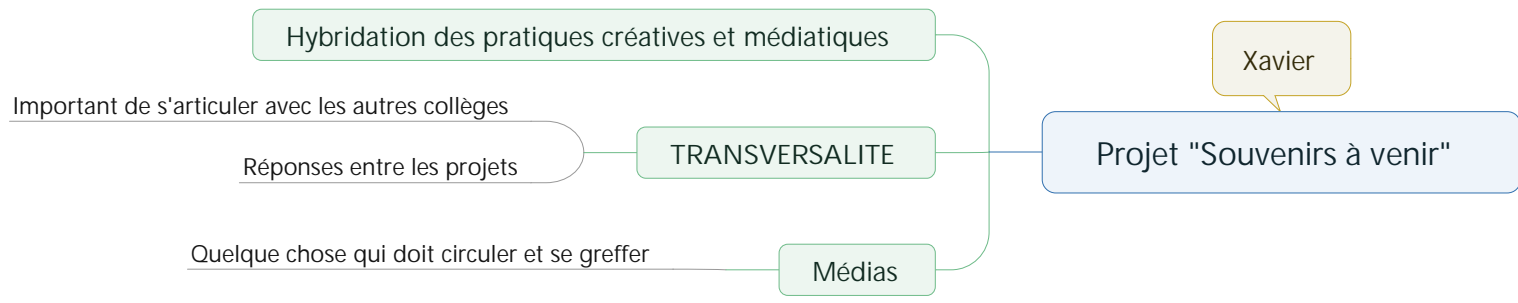 Hybridation des pratiques créatives et médiatiques
Xavier
Important de s'articuler avec les autres collèges
TRANSVERSALITE
Projet "Souvenirs à venir"
Réponses entre les projets
Quelque chose qui doit circuler et se greffer
Médias